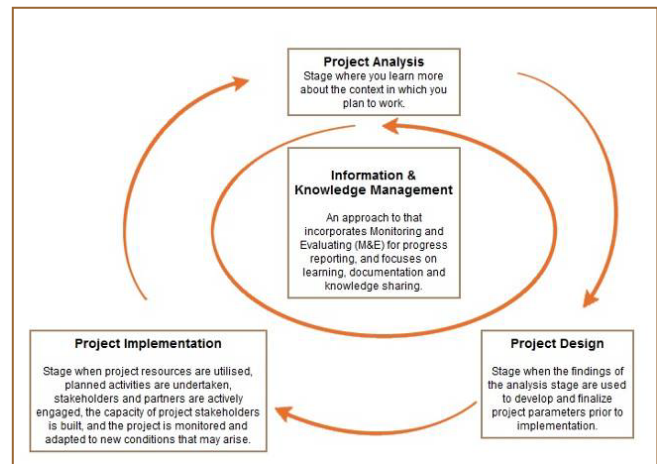 Project Analysis
Stage where you learn more
about the context in which you
plan to work.
Information &
Knowledge Management
An approach to that
incorporates Monitoring and
Evaluating (M&E) for progress
reporting, and focuses on
learning, documentation and
knowledge sharing.
Project Implementation
Stage when project resources are utilised,
planned activities are undertaken,
stakeholders and partners are actively
engaged, the capacity of project stakeholders
is built, and the project is monitored and
adapted to new conditions that may arise.
Project Design
Stage when the findings of
the analysis stage are used
to develop and finalize
project parameters prior to
implementation.